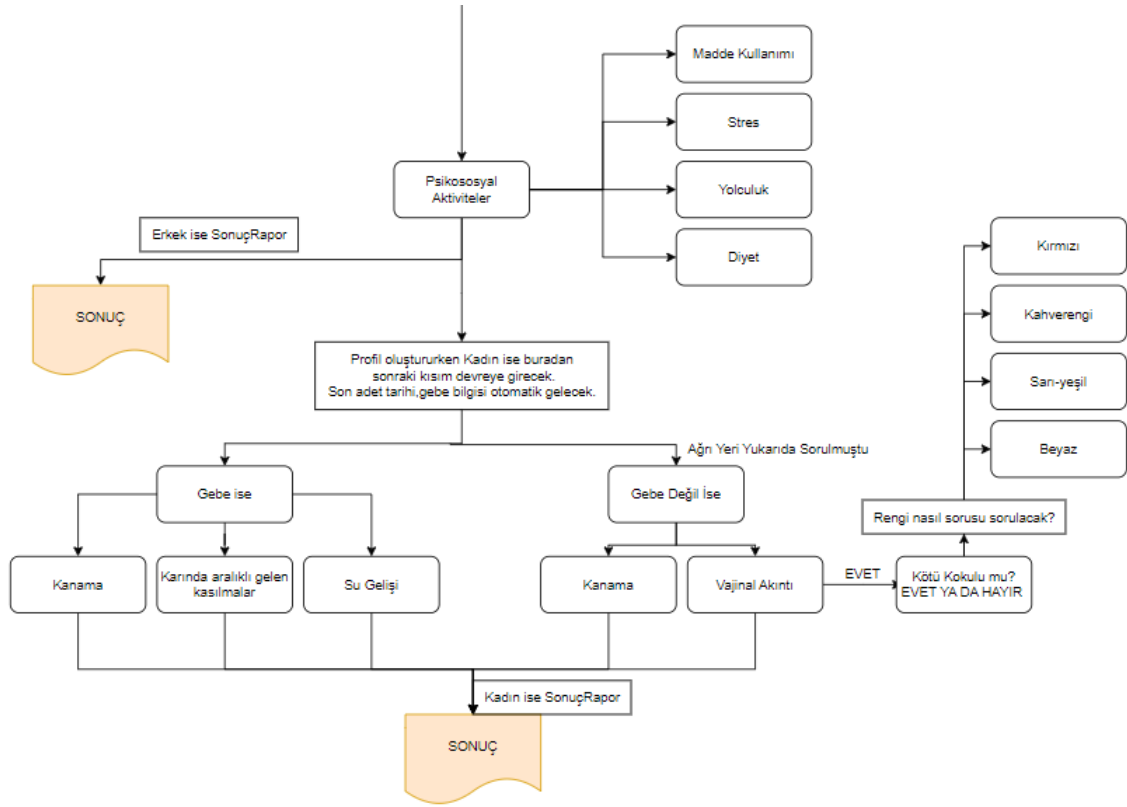 Madde Kullanımı
Stres
Psikososyal
Aktiviteler
Yolculuk
Erkek ise SonuçRapor
Diyet
Kırmızı
SONUÇ
Kahverengi
Profil oluştururken Kadın ise buradan
sonraki kısım devreye girecek.
Son adet tarihi,gebe bilgisi otomatik gelecek.
Sarı-yeşil
Ağrı Yeri Yukarıda Sorulmuştu
Beyaz
Gebe ise
Gebe Değil İse
Rengi nasıl sorusu sorulacak?
Kanama
Karında aralıklı gelen
kasılmalar
Su Gelişi
Kanama
Vajinal Akıntı
EVET
Kötü Kokulu mu?
EVET YA DA HAYIR
Kadın ise SonuçRapor
SONUÇ